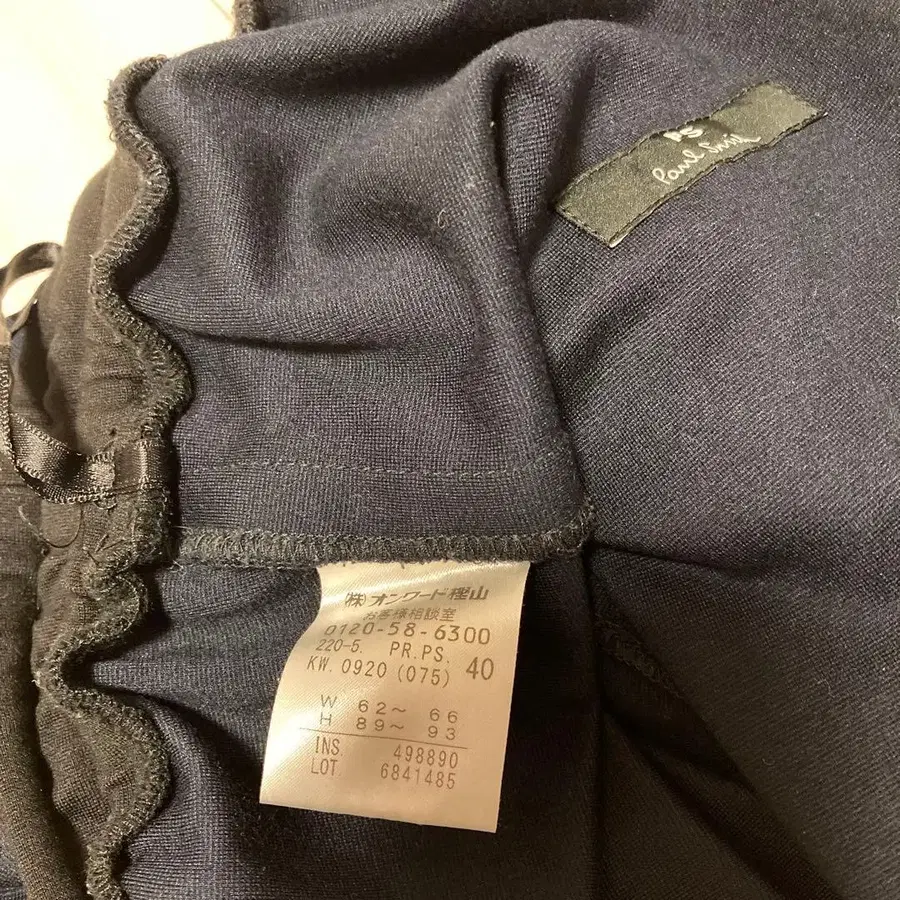 PS
Paul Smith
(株)オンワード樫山
お客様相談室
0120-58-6300
220-5. PR.PS.
KW. 0920 (075) 40
W 62～ 66
H 89～ 93
INS 498890
LOT. 6841485